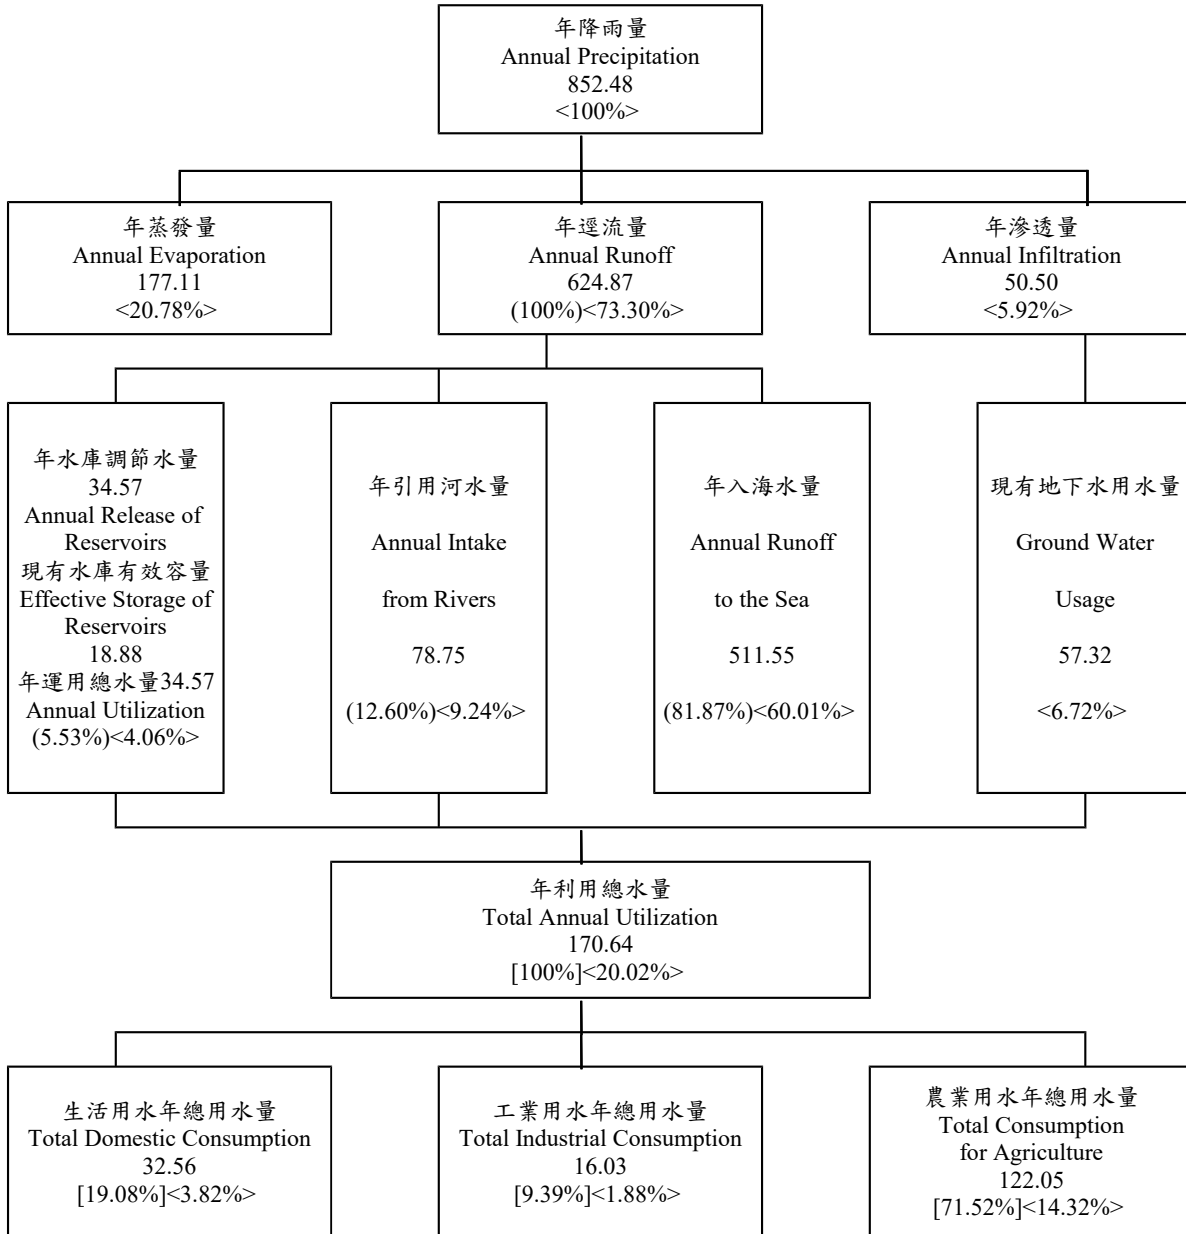 年降雨量
Annual Precipitation
852.48
<100%>
年蒸發量
Annual Evaporation
177.11
<20.78%>
年逕流量
Annual Runoff
624.87
(100%)<73.30%>
年滲透量
Annual Infiltration
50.50
<5.92%>
年水庫調節水量
34.57
Annual Release of
Reservoirs
現有水庫有效容量
Effective Storage of
Reservoirs
18.88
年運用總水量34.57
Annual Utilization
(5.53%)<4.06%>
年引用河水量
Annual Intake
from Rivers
78.75
(12.60%)<9.24%>
年入海水量
Annual Runoff
to the Sea
511.55
(81.87%)<60.01%>
現有地下水用水量
Ground Water
Usage
57.32
<6.72%>
年利用總水量
Total Annual Utilization
170.64
[100%]<20.02%>
生活用水年總用水量
Total Domestic Consumption
32.56
[19.08%]<3.82%>
工業用水年總用水量
Total Industrial Consumption
16.03
[9.39%]<1.88%>
農業用水年總用水量
Total Consumption
for Agriculture
122.05
[71.52%]<14.32%>